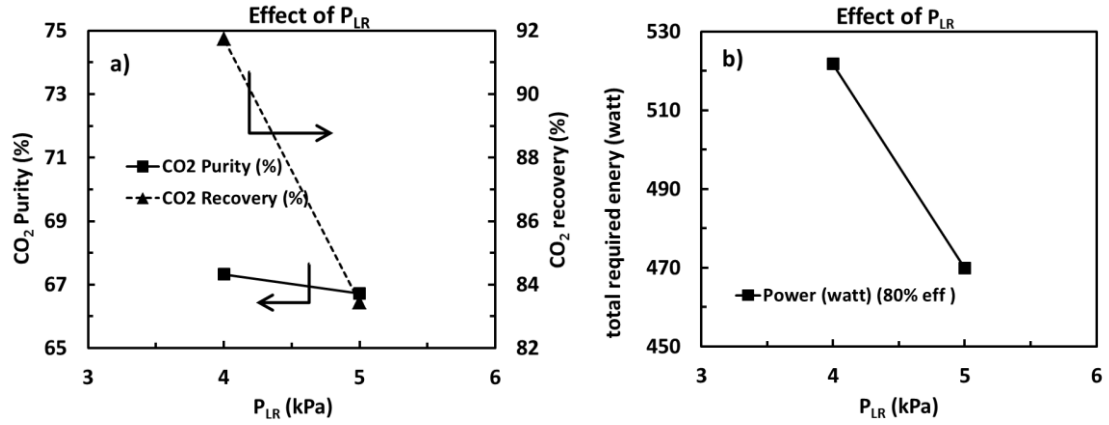 Effect of PLR
a)
CO2 Purity (%)
75
73
71
69
67
65
CO2 recovery (%)
92
90
88
86
84
82
CO2 Purity (%)
CO2 Recovery (%)
3
4
5
6
PLR (kPa)
Effect of PLR
b)
total required enery (watt)
530
510
490
470
450
Power (watt) (80% eff )
3
4
5
6
PLR (kPa)